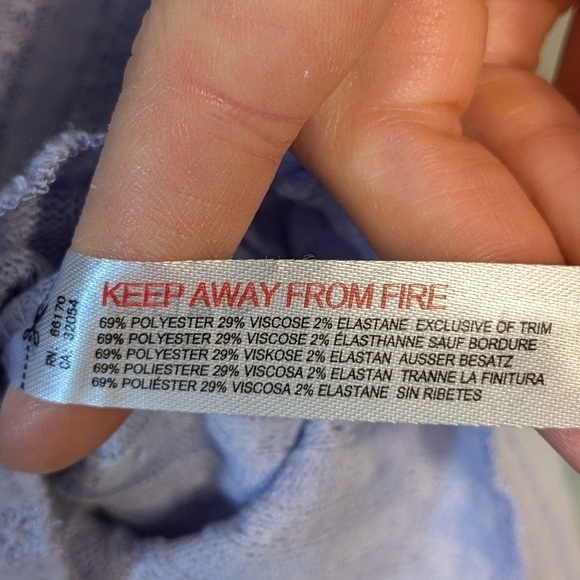 KEEP AWAY FROM FIRE
69% POLYESTER 29% VISCOSE 2% ELASTANE EXCLUSIVE OF TRIM
69% POLYESTER 29% VISCOSE 2% ÉLASTHANNE SAUF BORDURE
69% POLYESTER 29% VISKOSE 2% ELASTAN AUSSER BESATZ
69% POLIESTERE 29% VISCOSA 2% ELASTAN TRANNE LA FINITURA
69% POLIÉSTER 29% VISCOSA 2% ELASTANE SIN RIBETES
RN 66170
CA: 32054